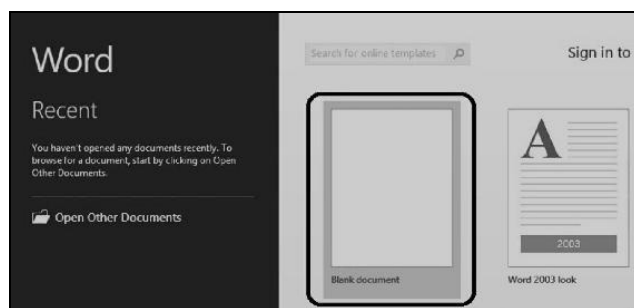 Word
Search for online templates
Sign in to
Recent
You haven't opened any documents recently. To
browse for a document, start by clicking on Open
Other Documents.
Open Other Documents
A
2003
Blank document
Word 2003 look